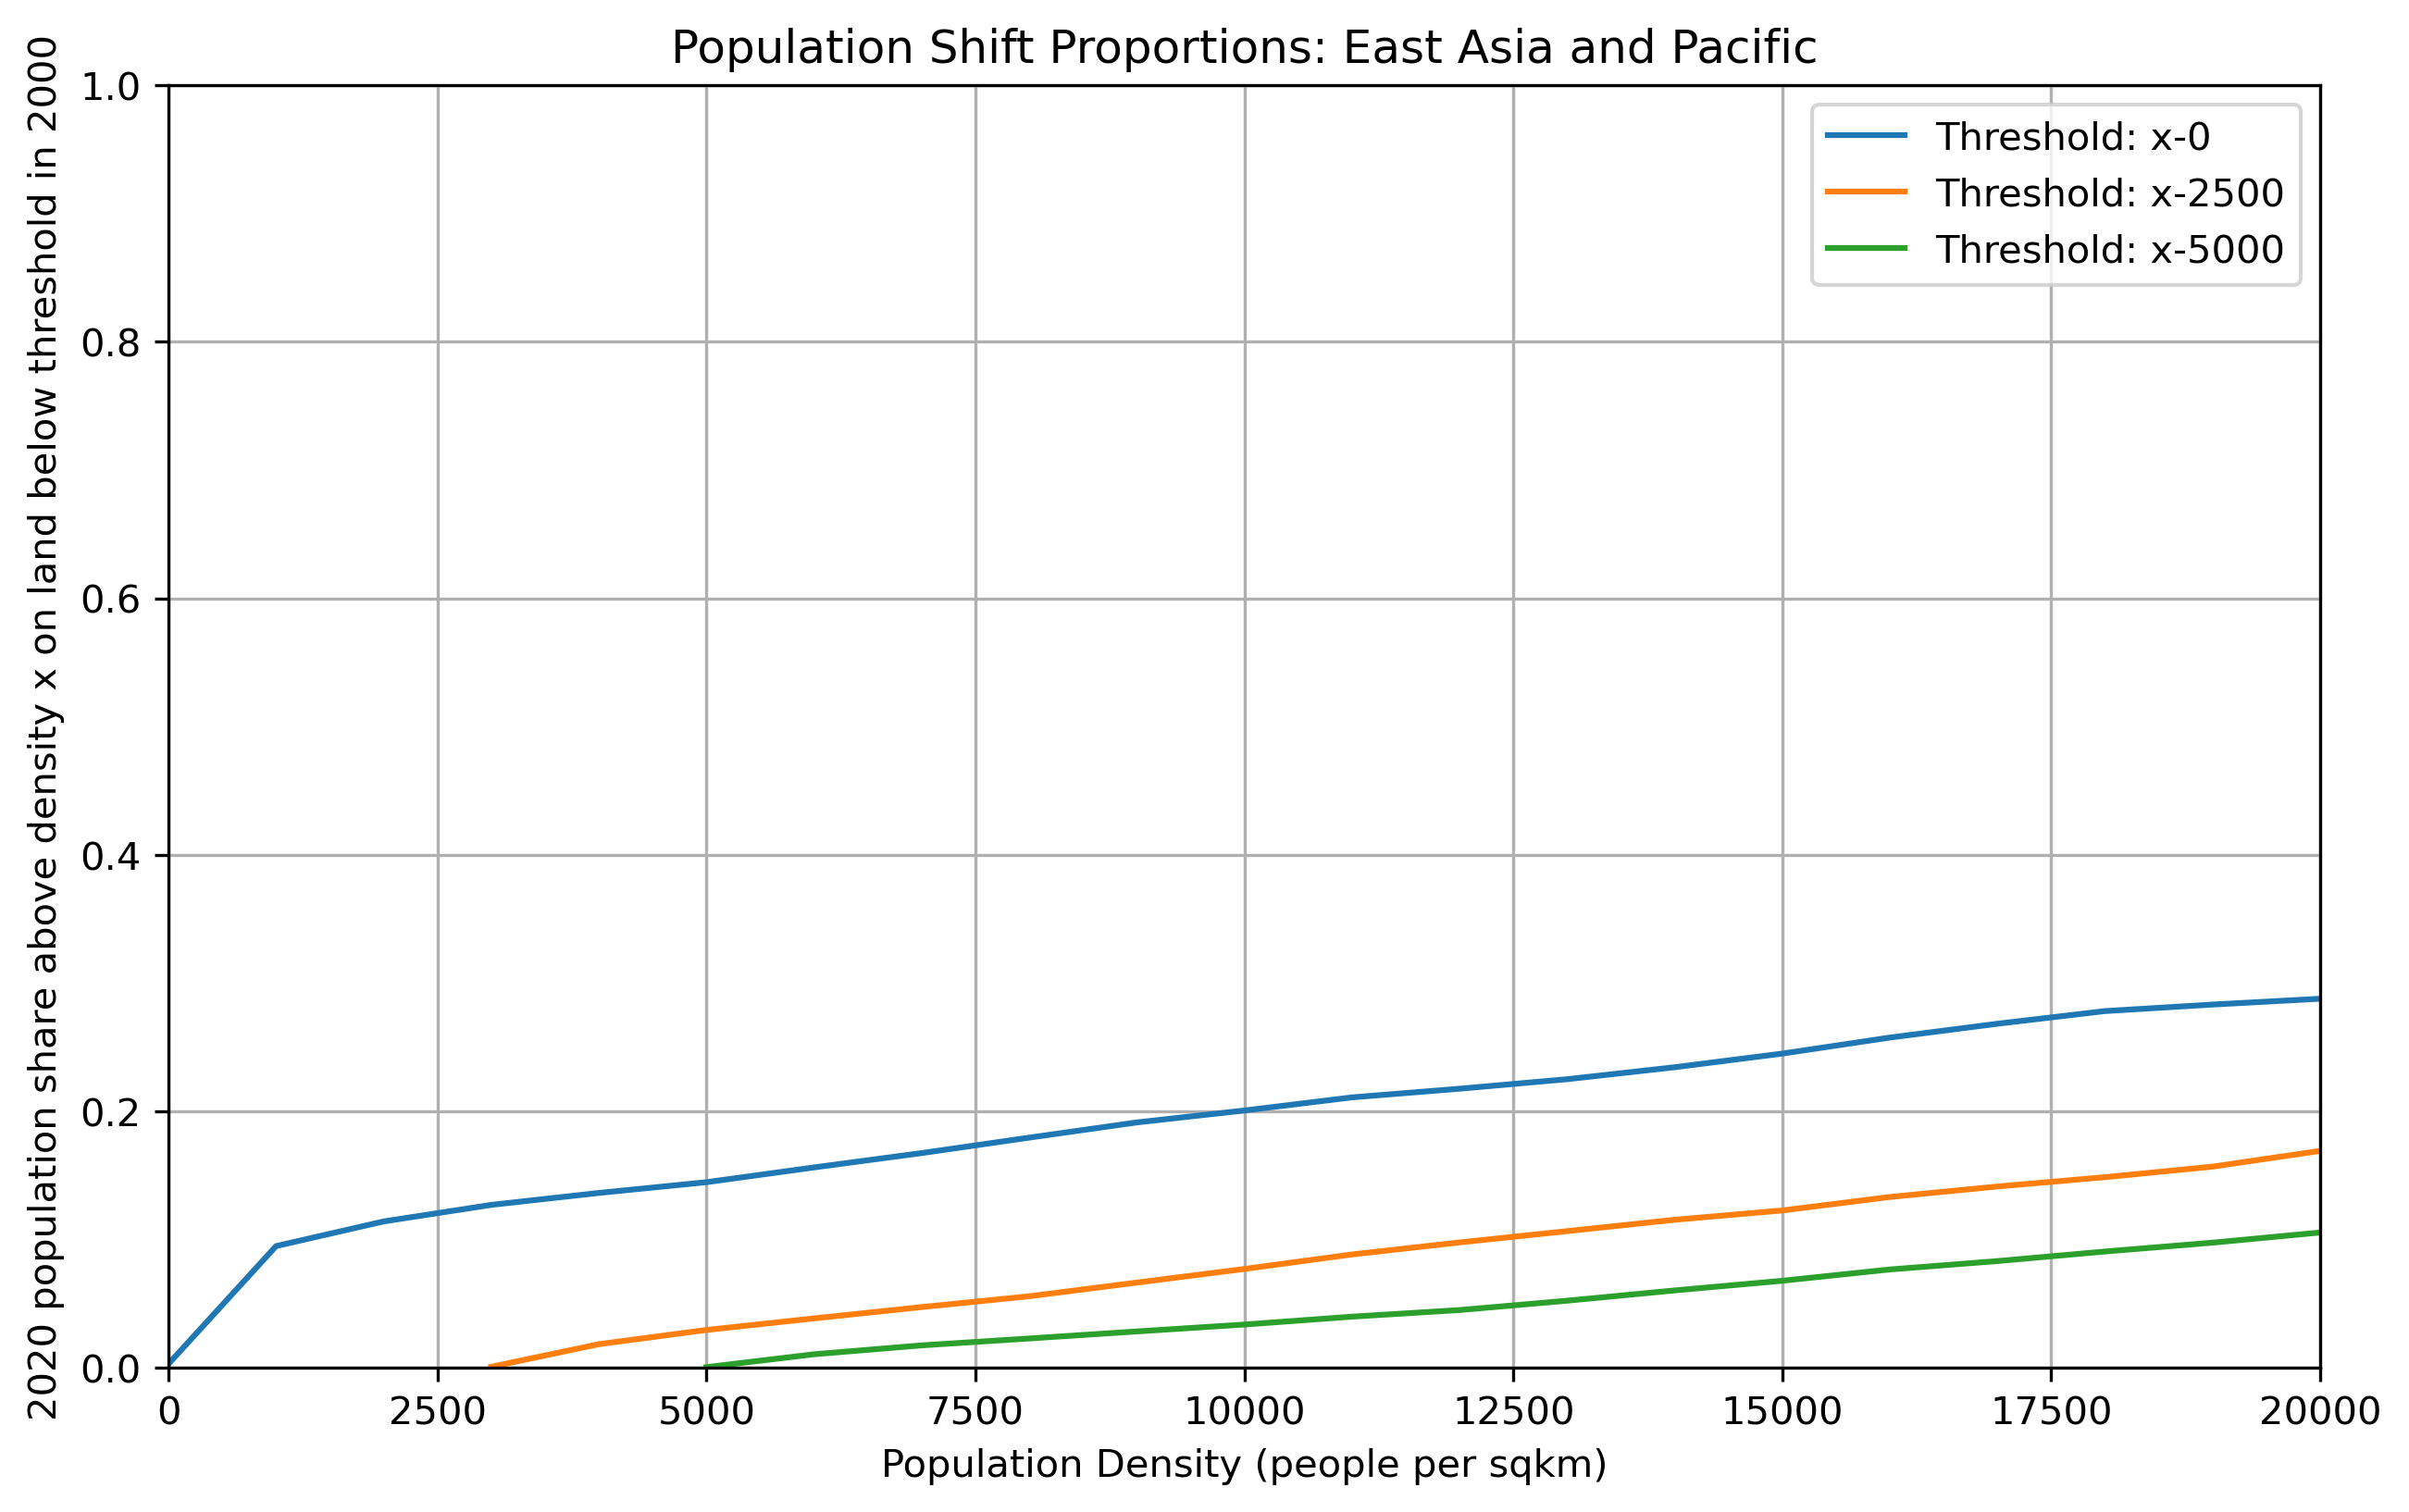 Population Shift Proportions: East Asia and Pacific
2020 population share above density x on land below threshold in 2000
1.0
0.8
0.6
0.4
0.2
0.0
Threshold: x-0
Threshold: x-2500
Threshold: x-5000
0 2500 5000 7500 10000 12500 15000 17500 20000
Population Density (people per sqkm)